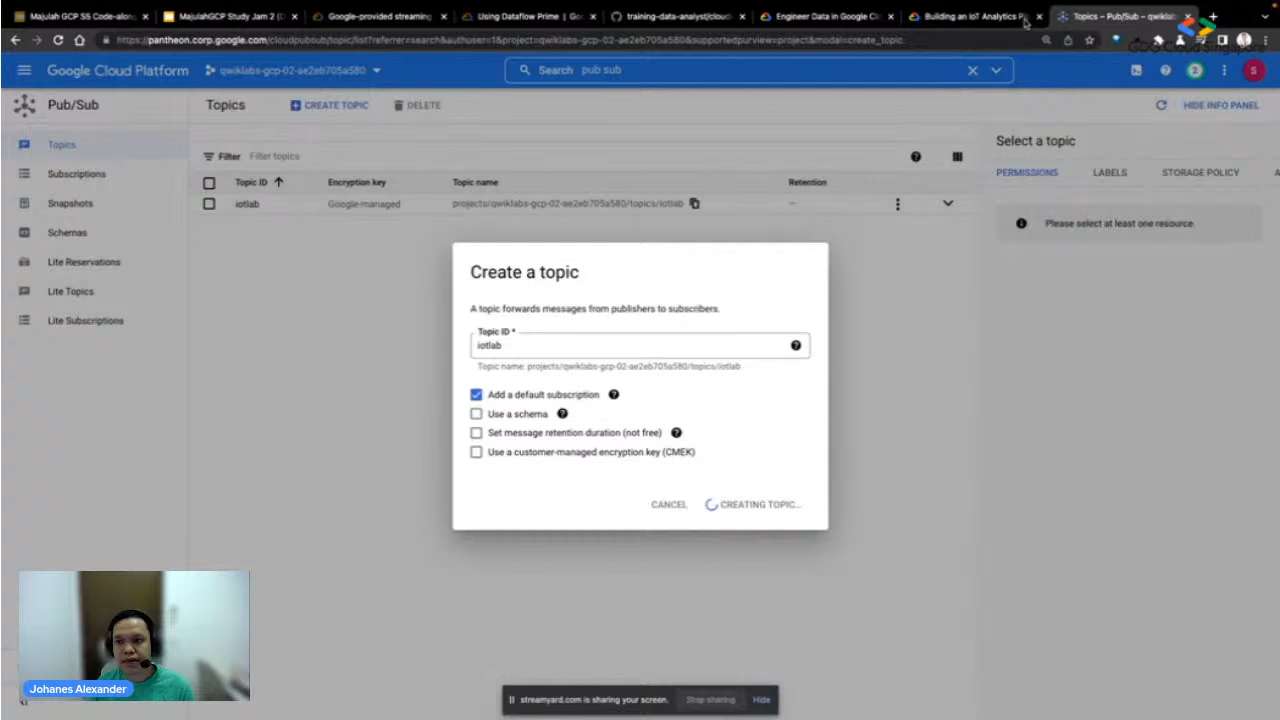 Majulah GCP S5 Code-along
MajulahGCP Study Jam 2 (
Google-provided streaming
Using Dataflow Prime | Go
training-data-analyst/cloud
Engineer Data in Google C
Building an IoT Analytics P
Topics – Pub/Sub – qwikla
https://pantheon.corp.google.com/cloudpubsub/topic/list?referrer=search&authuser=1&project=qwiklabs-gcp-02-ae2eb705a580&supportedpurview=project&modal=create_topic
Google Cloud Platform
qwiklabs-gcp-02-ae2eb705a580
Search pub sub
2
S
Pub/Sub
Topics
CREATE TOPIC
DELETE
HIDE INFO PANEL
Topics
Subscriptions
Snapshots
Schemas
Lite Reservations
Lite Topics
Lite Subscriptions
Filter Filter topics
Topic ID
Encryption key
Topic name
Retention
iotlab
Google-managed
projects/qwiklabs-gcp-02-ae2eb705a580/topics/iotlab
—
Select a topic
PERMISSIONS
LABELS
STORAGE POLICY
A
Please select at least one resource.
Create a topic
A topic forwards messages from publishers to subscribers.
Topic ID *
iotlab
Topic name: projects/qwiklabs-gcp-02-ae2eb705a580/topics/iotlab
Add a default subscription
Use a schema
Set message retention duration (not free)
Use a customer-managed encryption key (CMEK)
CANCEL
CREATING TOPIC...
Johanes Alexander
streamyard.com is sharing your screen.
Stop sharing
Hide